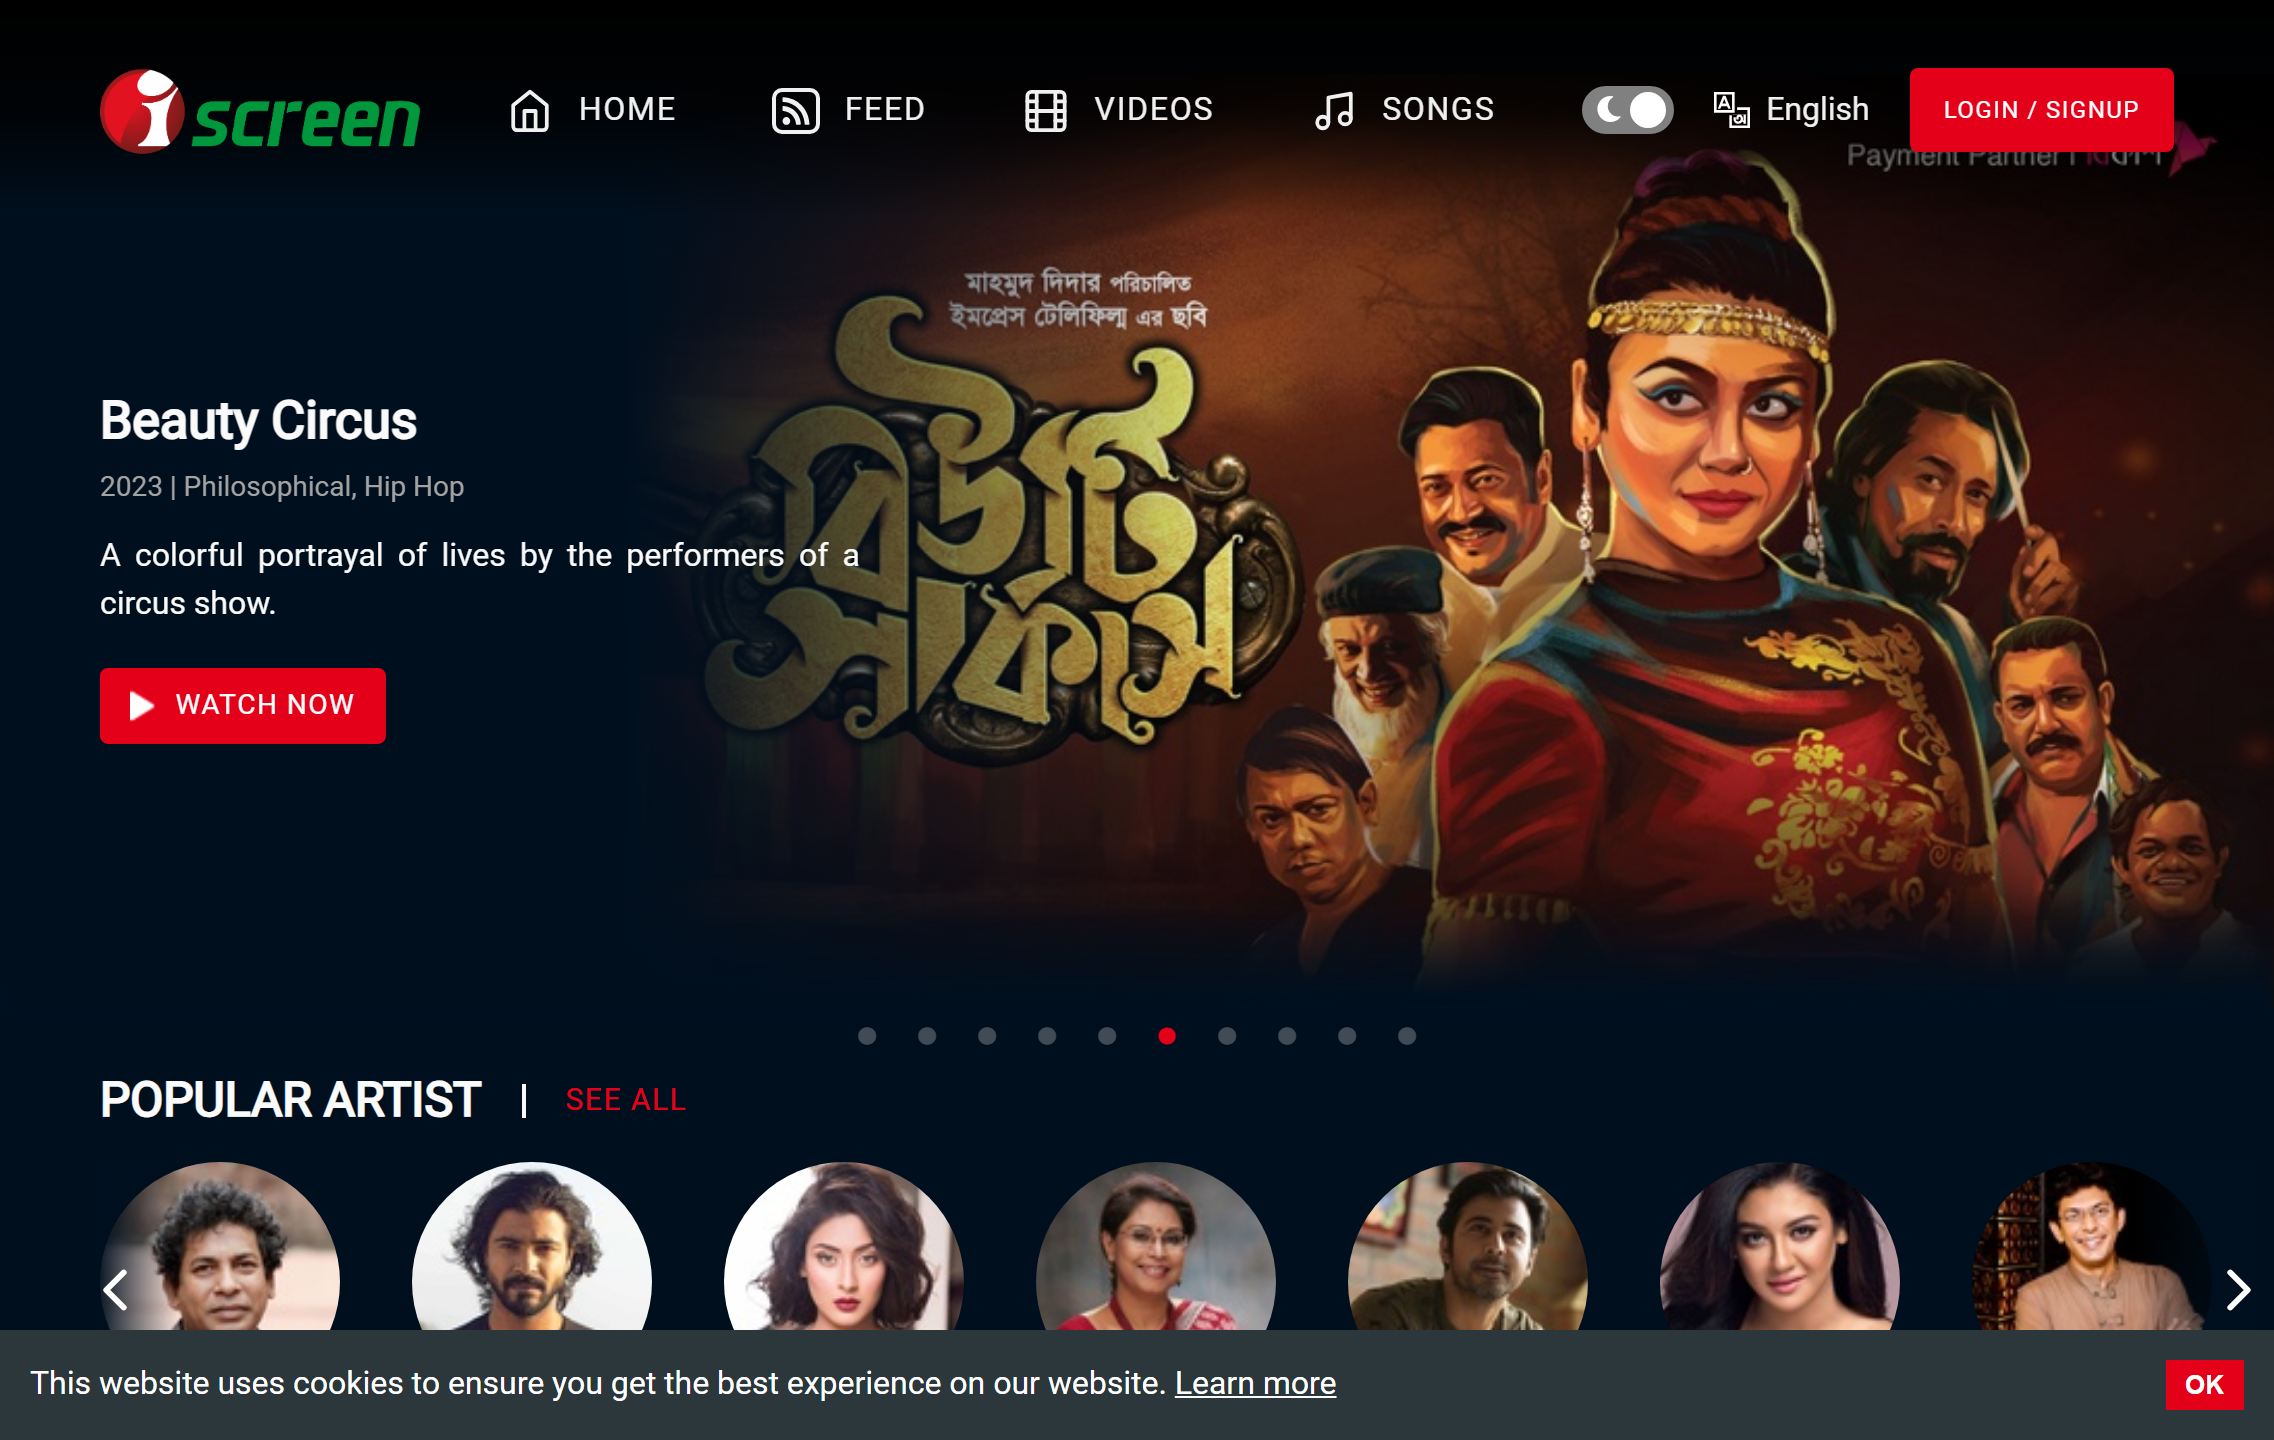 i screen
HOME
FEED
VIDEOS
SONGS
English
LOGIN / SIGNUP
Payment Partner |
মাহমুদ দিদার পরিচালিত
ইমপ্রেস টেলিফিল্ম এর ছবি
বিউটি
সার্কাস
Beauty Circus
2023 | Philosophical, Hip Hop
A colorful portrayal of lives by the performers of a
circus show.
WATCH NOW
POPULAR ARTIST | SEE ALL
This website uses cookies to ensure you get the best experience on our website. Learn more
OK